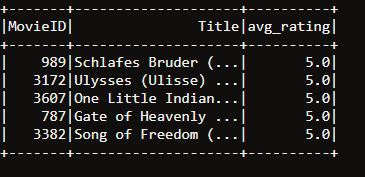 +-------+--------------------+----------+
|MovieID|               Title|avg_rating|
+-------+--------------------+----------+
|    989|Schlafes Bruder (...|       5.0|
|   3172|Ulysses (Ulisse) ...|       5.0|
|   3607|One Little Indian...|       5.0|
|    787|Gate of Heavenly ...|       5.0|
|   3382|Song of Freedom (...|       5.0|
+-------+--------------------+----------+